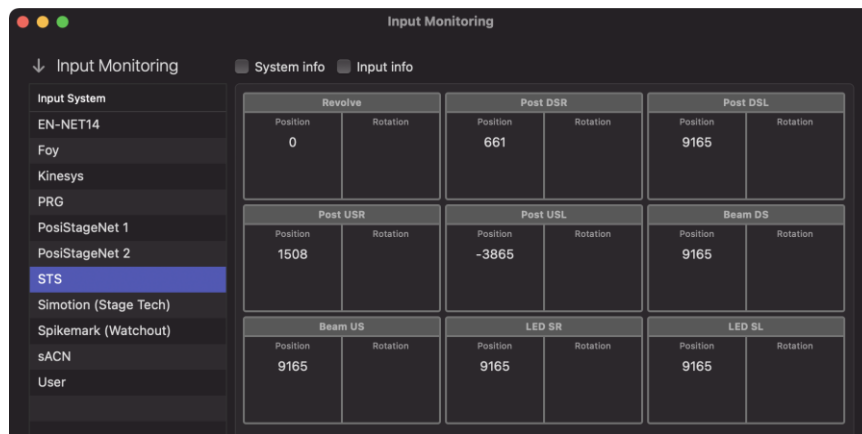 Input Monitoring
Input Monitoring
System info Input info
Input System
EN-NET14
Foy
Kinesys
PRG
PosiStageNet 1
PosiStageNet 2
STS
Simotion (Stage Tech)
Spikemark (Watchout)
sACN
User
Revolve Post DSR Post DSL
Position Rotation Position Rotation Position Rotation
0 661 9165
Post USR Post USL Beam DS
Position Rotation Position Rotation Position Rotation
1508 -3865 9165
Beam US LED SR LED SL
Position Rotation Position Rotation Position Rotation
9165 9165 9165